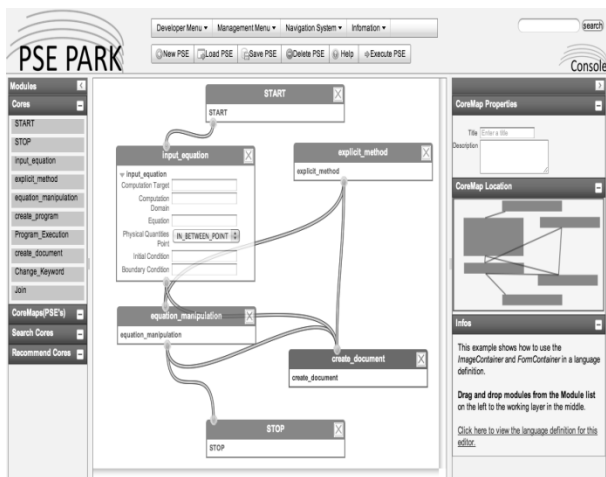 PSE PARK
Developer Menu ▾ Management Menu ▾ Navigation System ▾ Infomation ▾
search
New PSE Load PSE Save PSE Delete PSE Help Execute PSE
Console
Modules
Cores
START
STOP
input_equation
explicit_method
equation_manipulation
create_program
Program_Execution
create_document
Change_Keyword
Join
CoreMaps(PSE's)
Search Cores
Recommend Cores
START
START
input_equation
input_equation
Computation Target
Computation
Domain
Equation
Physical Quantities
Point
IN_BETWEEN_POINT
Initial Condition
Boundary Condition
explicit_method
explicit_method
equation_manipulation
equation_manipulation
create_document
create_document
STOP
STOP
CoreMap Properties
Title Enter a title
Description
CoreMap Location
Infos
This example shows how to use the
ImageContainer and FormContainer in a language
definition.
Drag and drop modules from the Module list
on the left to the working layer in the middle.
Click here to view the language definition for this
editor.